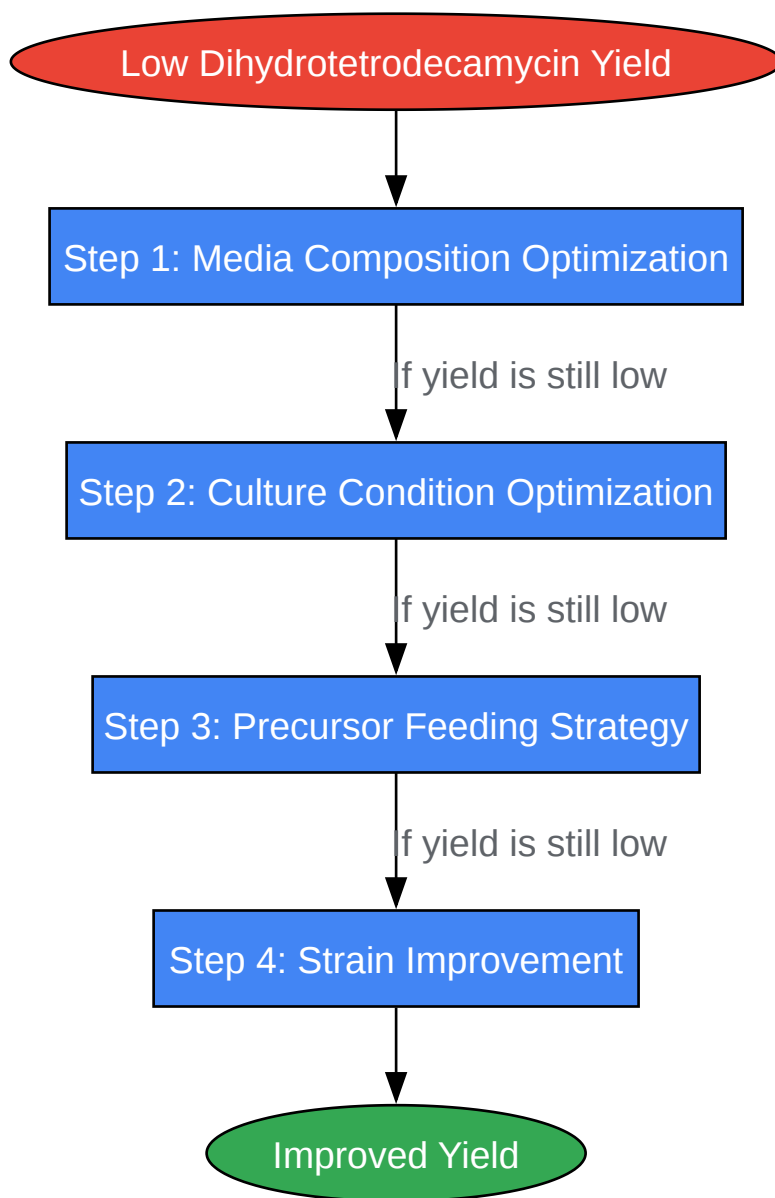 Low Dihydrotetrodecamycin Yield
Step 1: Media Composition Optimization
If yield is still low
Step 2: Culture Condition Optimization
If yield is still low
Step 3: Precursor Feeding Strategy
If yield is still low
Step 4: Strain Improvement
Improved Yield